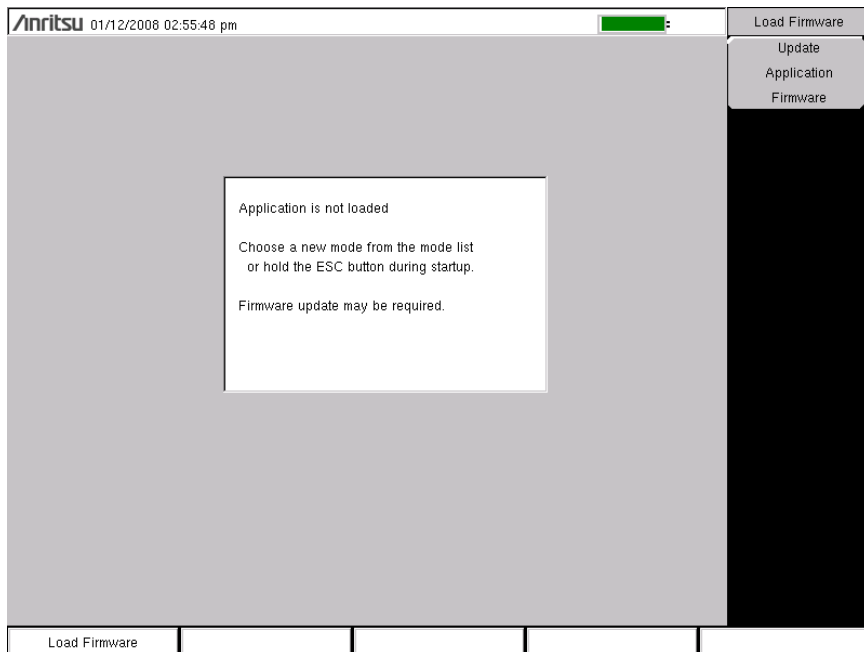 Anritsu 01/12/2008 02:55:48 pm
Load Firmware
Update
Application
Firmware
Application is not loaded
Choose a new mode from the mode list
or hold the ESC button during startup.
Firmware update may be required.
Load Firmware